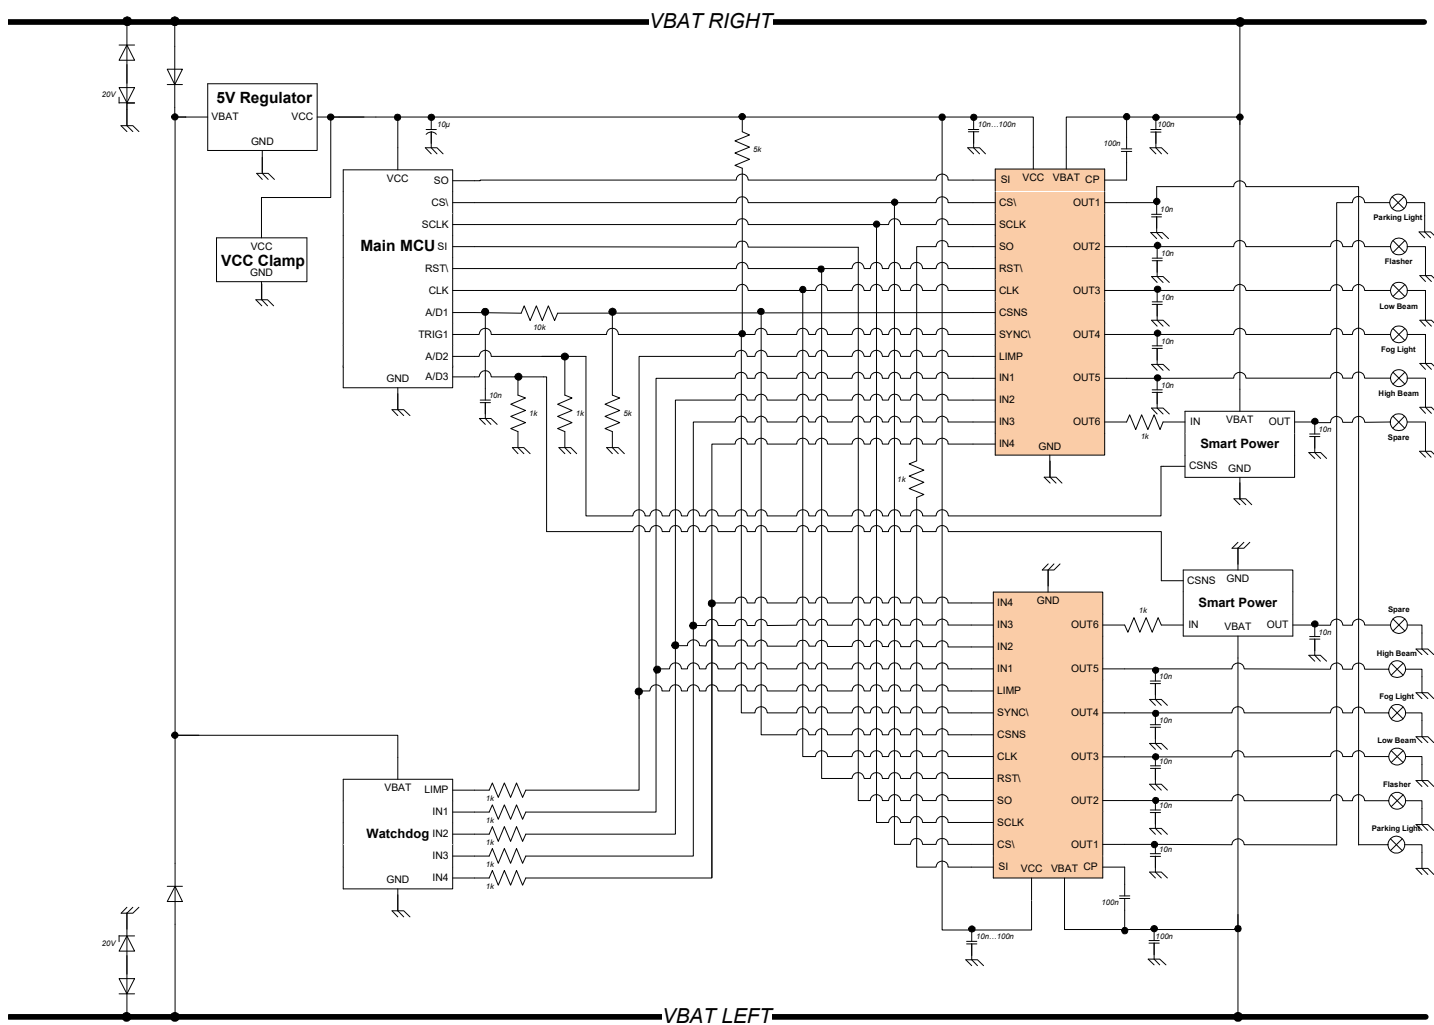 VBAT RIGHT
20V
5V Regulator
VBAT VCC
GND
10µ
5k
10n...100n
100n
100n
VCC
SO
CS\
SCLK
Main MCU SI
RST\
CLK
A/D1
TRIG1
A/D2
A/D3
GND
VCC
VCC Clamp
GND
10k
10n
1k
1k
5k
SI VCC VBAT CP
CS\ OUT1
SCLK
SO OUT2
RST\
CLK OUT3
CSNS
SYNC\ OUT4
LIMP
IN1 OUT5
IN2
IN3 OUT6
IN4
GND
10n
10n
10n
10n
10n
1k
1k
IN VBAT OUT
Smart Power
CSNS GND
10n
Parking Light
Flasher
Low Beam
Fog Light
High Beam
Spare
CSNS GND
Smart Power
IN VBAT OUT
10n
1k
IN4 GND
IN3 OUT6
IN2
IN1 OUT5
LIMP
SYNC\ OUT4
CSNS
CLK OUT3
RST\
SO OUT2
SCLK
CS\ OUT1
SI VCC VBAT CP
10n
10n
10n
10n
10n
100n
10n...100n
100n
Spare
High Beam
Fog Light
Low Beam
Flasher
Parking Light
VBAT LIMP
IN1
Watchdog IN2
IN3
GND IN4
1k
1k
1k
1k
1k
20V
VBAT LEFT